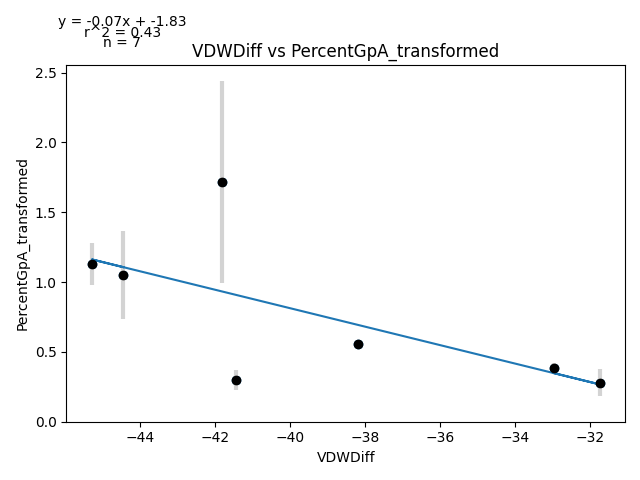 y = -0.07x + -1.83
r^2 = 0.43
n = 7
VDWDiff vs PercentGpA_transformed
2.5
2.0
1.5
1.0
0.5
0.0
PercentGpA_transformed
−44 −42 −40 −38 −36 −34 −32
VDWDiff